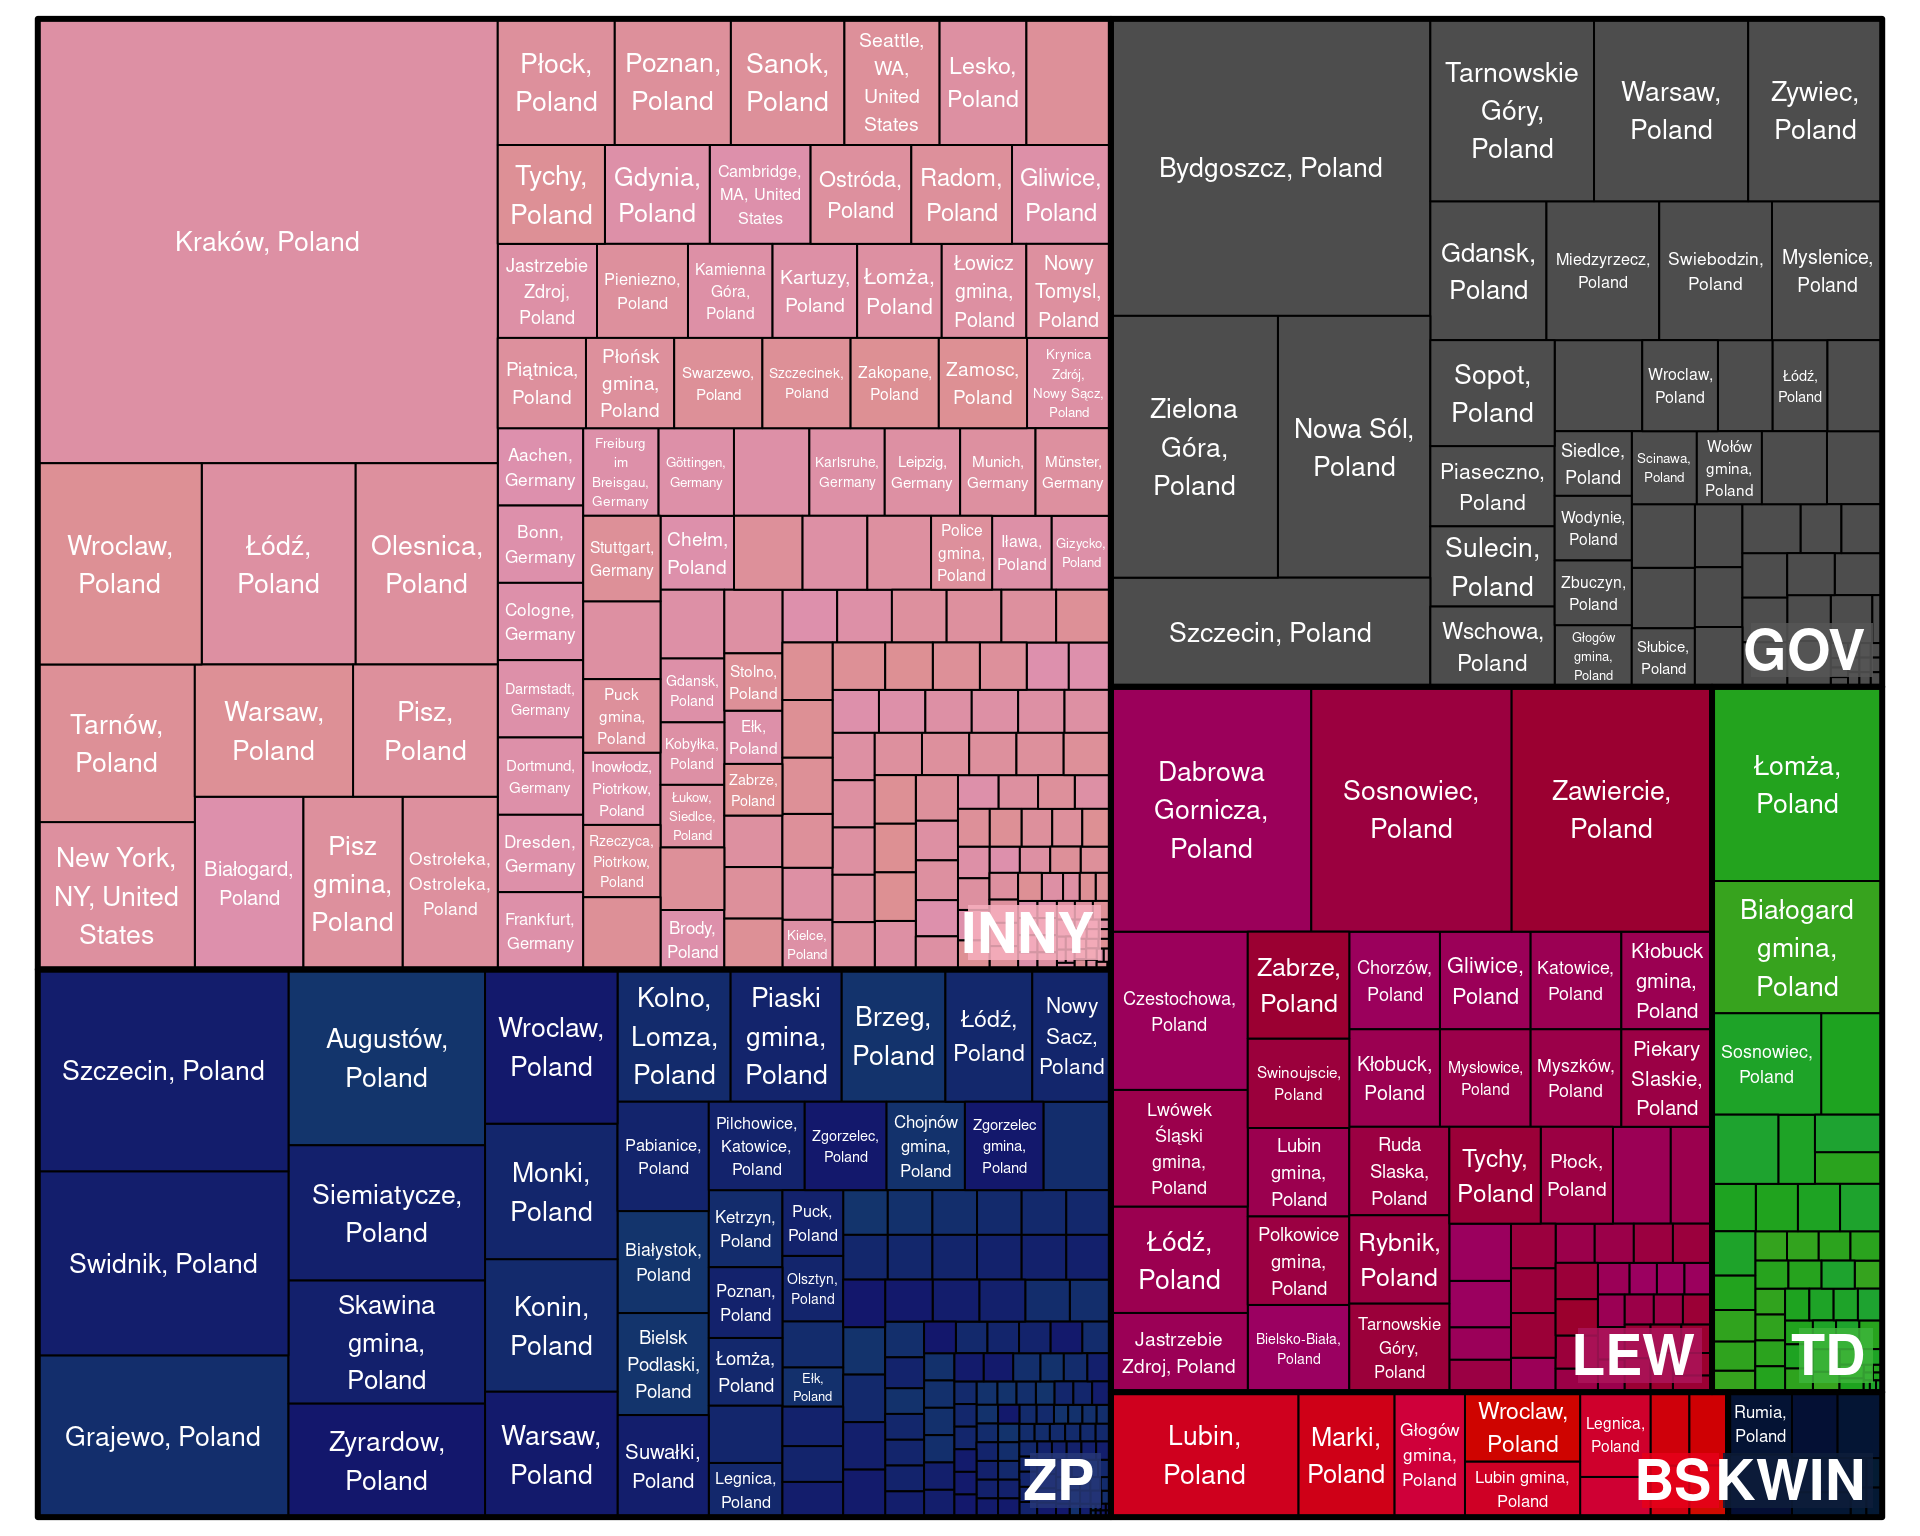 Kraków, Poland
Wroclaw,
Poland
Łódź,
Poland
Olesnica,
Poland
Tarnów,
Poland
Warsaw,
Poland
Pisz,
Poland
New York,
NY, United
States
Białogard,
Poland
Pisz
gmina,
Poland
Ostrołeka,
Ostroleka,
Poland
Płock,
Poland
Poznan,
Poland
Sanok,
Poland
Seattle,
WA,
United
States
Lesko,
Poland
Tychy,
Poland
Gdynia,
Poland
Cambridge,
MA, United
States
Ostróda,
Poland
Radom,
Poland
Gliwice,
Poland
Jastrzebie
Zdroj,
Poland
Pieniezno,
Poland
Kamienna
Góra,
Poland
Kartuzy,
Poland
Łomża,
Poland
Łowicz
gmina,
Poland
Nowy
Tomysl,
Poland
Piątnica,
Poland
Płońsk
gmina,
Poland
Swarzewo,
Poland
Szczecinek,
Poland
Zakopane,
Poland
Zamosc,
Poland
Krynica
Zdrój,
Nowy Sącz,
Poland
Aachen,
Germany
Freiburg
im
Breisgau,
Germany
Göttingen,
Germany
Karlsruhe,
Germany
Leipzig,
Germany
Munich,
Germany
Münster,
Germany
Bonn,
Germany
Stuttgart,
Germany
Chełm,
Poland
Police
gmina,
Poland
Iława,
Poland
Gizycko,
Poland
Cologne,
Germany
Darmstadt,
Germany
Puck
gmina,
Poland
Gdansk,
Poland
Stolno,
Poland
Ełk,
Poland
Kobyłka,
Poland
Dortmund,
Germany
Inowłodz,
Piotrkow,
Poland
Zabrze,
Poland
Łukow,
Siedlce,
Poland
Dresden,
Germany
Rzeczyca,
Piotrkow,
Poland
Frankfurt,
Germany
Brody,
Poland
Kielce,
Poland
INNY
Bydgoszcz, Poland
Tarnowskie
Góry,
Poland
Warsaw,
Poland
Zywiec,
Poland
Gdansk,
Poland
Miedzyrzecz,
Poland
Swiebodzin,
Poland
Myslenice,
Poland
Zielona
Góra,
Poland
Nowa Sól,
Poland
Szczecin, Poland
Sopot,
Poland
Wroclaw,
Poland
Łódź,
Poland
Piaseczno,
Poland
Siedlce,
Poland
Scinawa,
Poland
Wołów
gmina,
Poland
Sulecin,
Poland
Wodynie,
Poland
Zbuczyn,
Poland
Wschowa,
Poland
Głogów
gmina,
Poland
Słubice,
Poland
GOV
Dabrowa
Gornicza,
Poland
Sosnowiec,
Poland
Zawiercie,
Poland
Czestochowa,
Poland
Zabrze,
Poland
Chorzów,
Poland
Gliwice,
Poland
Katowice,
Poland
Kłobuck
gmina,
Poland
Swinoujscie,
Poland
Kłobuck,
Poland
Mysłowice,
Poland
Myszków,
Poland
Piekary
Slaskie,
Poland
Lwówek
Śląski
gmina,
Poland
Lubin
gmina,
Poland
Ruda
Slaska,
Poland
Tychy,
Poland
Płock,
Poland
Łódź,
Poland
Polkowice
gmina,
Poland
Rybnik,
Poland
Jastrzebie
Zdroj, Poland
Bielsko-Biała,
Poland
Tarnowskie
Góry,
Poland
LEW
Łomża,
Poland
Białogard
gmina,
Poland
Sosnowiec,
Poland
TD
Szczecin, Poland
Swidnik, Poland
Grajewo, Poland
Augustów,
Poland
Siemiatycze,
Poland
Skawina
gmina,
Poland
Zyrardow,
Poland
Wroclaw,
Poland
Monki,
Poland
Konin,
Poland
Warsaw,
Poland
Kolno,
Lomza,
Poland
Piaski
gmina,
Poland
Brzeg,
Poland
Łódź,
Poland
Nowy
Sacz,
Poland
Pabianice,
Poland
Pilchowice,
Katowice,
Poland
Zgorzelec,
Poland
Chojnów
gmina,
Poland
Zgorzelec
gmina,
Poland
Białystok,
Poland
Ketrzyn,
Poland
Puck,
Poland
Poznan,
Poland
Olsztyn,
Poland
Bielsk
Podlaski,
Poland
Łomża,
Poland
Ełk,
Poland
Suwałki,
Poland
Legnica,
Poland
ZP
Lubin,
Poland
Marki,
Poland
Głogów
gmina,
Poland
Wroclaw,
Poland
Lubin gmina,
Poland
Legnica,
Poland
BS
Rumia,
Poland
KWIN